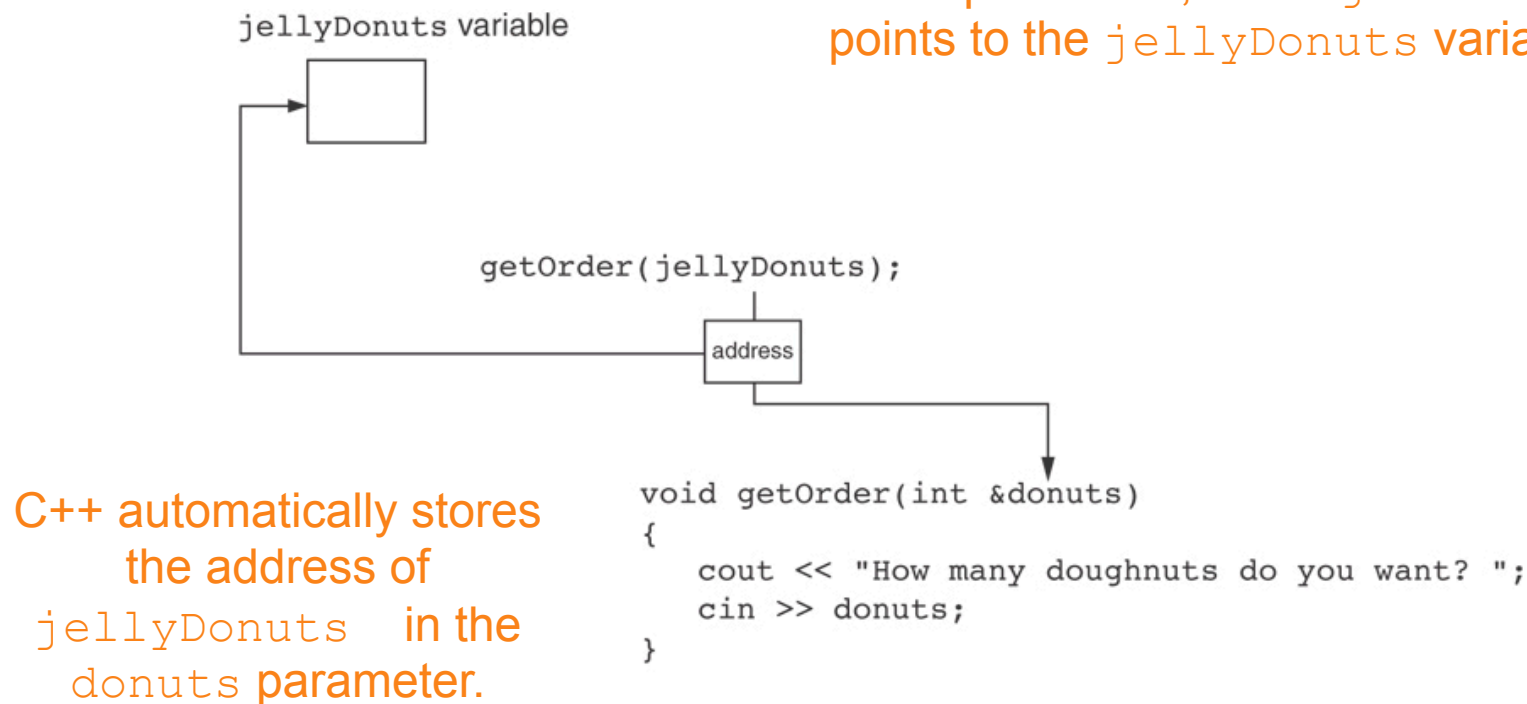 jellyDonuts variable
points to the jellyDonuts
getOrder(jellyDonuts);
address
C++ automatically stores
the address of
jellyDonuts in the
donuts parameter.
void getOrder(int &donuts)
{
cout << "How many doughnuts do you want? ";
cin >> donuts;
}